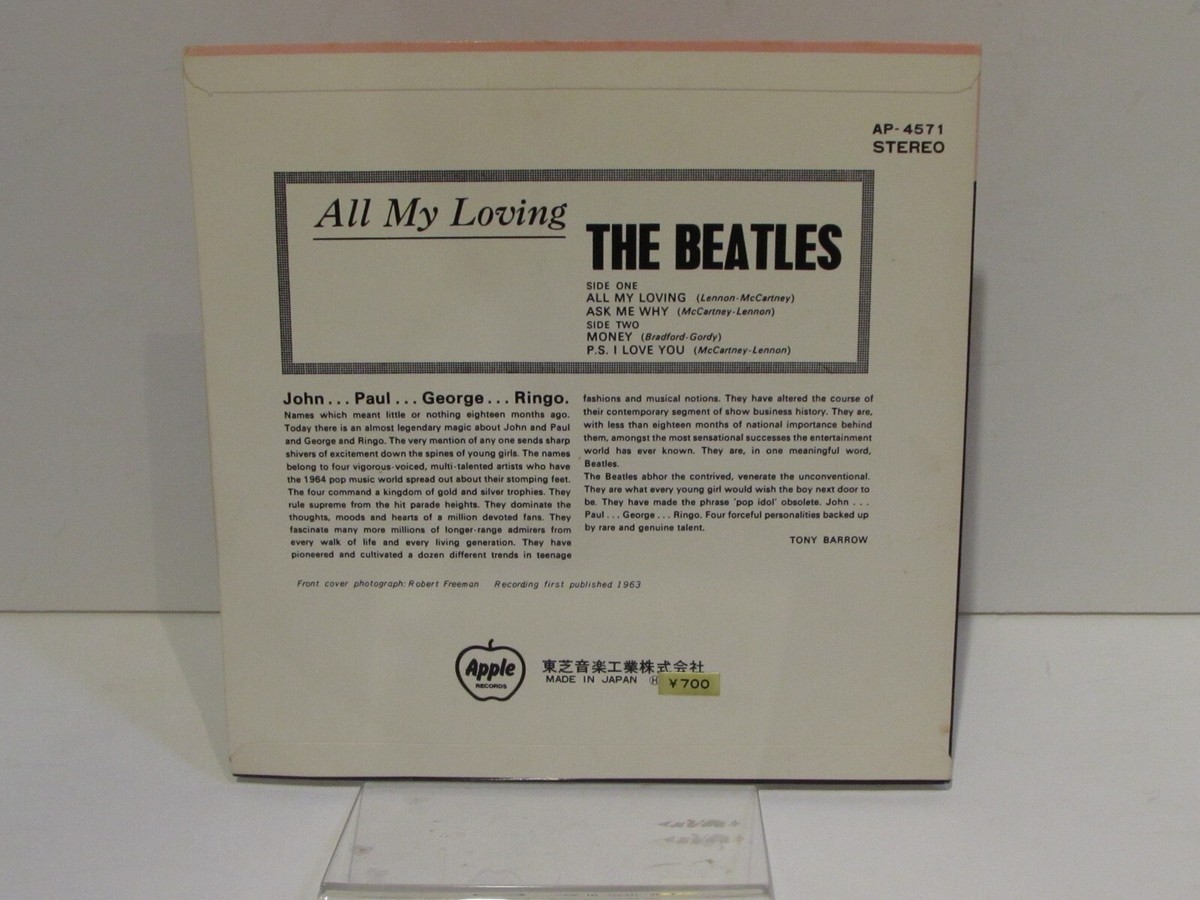 AP-4571
STEREO
All My Loving
THE BEATLES
SIDE ONE
ALL MY LOVING (Lennon-McCartney)
ASK ME WHY (McCartney-Lennon)
SIDE TWO
MONEY (Bradford-Gordy)
P.S. I LOVE YOU (McCartney-Lennon)
John... Paul... George... Ringo.
Names which meant little or nothing eighteen months ago.
Today there is an almost legendary magic about John and Paul
and George and Ringo. The very mention of any one sends sharp
shivers of excitement down the spines of young girls. The names
belong to four vigorous-voiced, multi-talented artists who have
the 1964 pop music world spread out about their stomping feet.
The four command a kingdom of gold and silver trophies. They
rule supreme from the hit parade heights. They dominate the
thoughts, moods and hearts of a million devoted fans. They
fascinate many more millions of longer-range admirers from
every walk of life and every living generation. They have
pioneered and cultivated a dozen different trends in teenage
fashions and musical notions. They have altered the course of
their contemporary segment of show business history. They are,
with less than eighteen months of national importance behind
them, amongst the most sensational successes the entertainment
world has ever known. They are, in one meaningful word,
Beatles.
The Beatles abhor the contrived, venerate the unconventional.
They are what every young girl would wish the boy next door to
be. They have made the phrase 'pop idol' obsolete. John ...
Paul ... George ... Ringo. Four forceful personalities backed up
by rare and genuine talent.
TONY BARROW
Front cover photograph: Robert Freeman Recording first published 1963
Apple
RECORDS
東芝音楽工業株式会社
MADE IN JAPAN Ⓗ
¥700